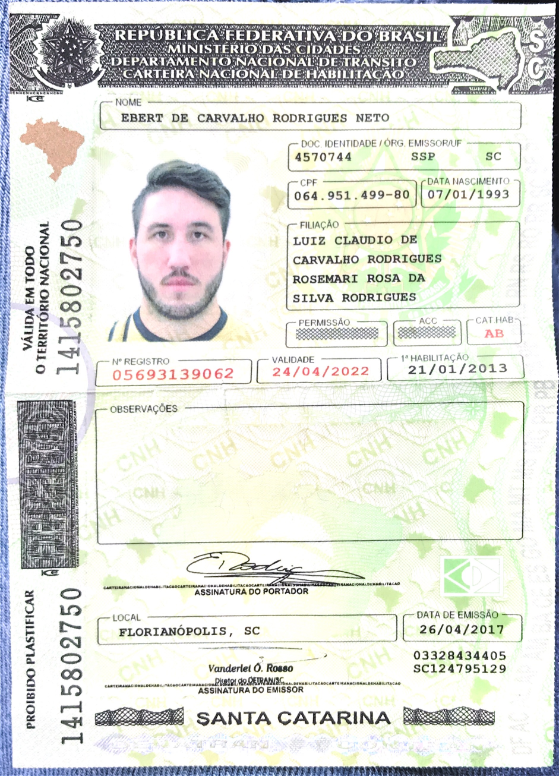 REPÚBLICA FEDERATIVA DO BRASIL
MINISTÉRIO DAS CIDADES
DEPARTAMENTO NACIONAL DE TRÂNSITO
CARTEIRA NACIONAL DE HABILITAÇÃO
SC
NOME
EBERT DE CARVALHO RODRIGUES NETO
DOC. IDENTIDADE / ÓRG. EMISSOR/UF
4570744 SSP SC
CPF
064.951.499-80
DATA NASCIMENTO
07/01/1993
FILIAÇÃO
LUIZ CLAUDIO DE
CARVALHO RODRIGUES
ROSEMARI ROSA DA
SILVA RODRIGUES
PERMISSÃO
ACC
CAT HAB
AB
Nº REGISTRO
05693139062
VALIDADE
24/04/2022
1ª HABILITAÇÃO
21/01/2013
VÁLIDA EM TODO
O TERRITÓRIO NACIONAL
1415802750
OBSERVAÇÕES
CNH CNH CNH
ASSINATURA DO PORTADOR
LOCAL
FLORIANÓPOLIS, SC
DATA DE EMISSÃO
26/04/2017
Vanderlei O. Rosso
Diretor do DETRAN/SC
ASSINATURA DO EMISSOR
03328434405
SC124795129
PROIBIDO PLASTIFICAR
1415802750
SANTA CATARINA